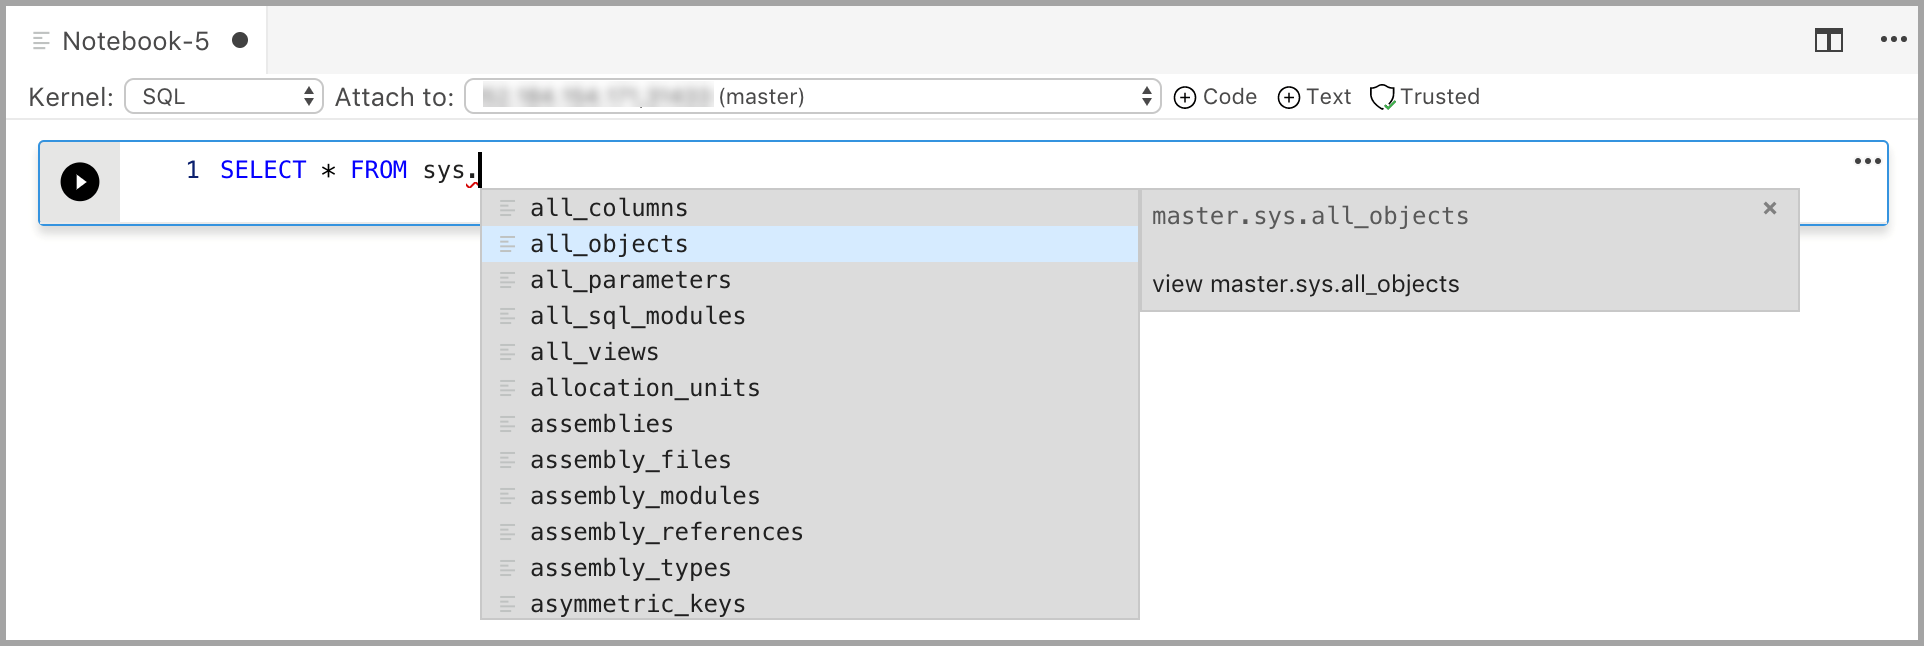 Notebook-5
Kernel: SQL Attach to: (master) Code Text Trusted
1 SELECT * FROM sys.
all_columns
all_objects
all_parameters
all_sql_modules
all_views
allocation_units
assemblies
assembly_files
assembly_modules
assembly_references
assembly_types
asymmetric_keys
master.sys.all_objects
view master.sys.all_objects